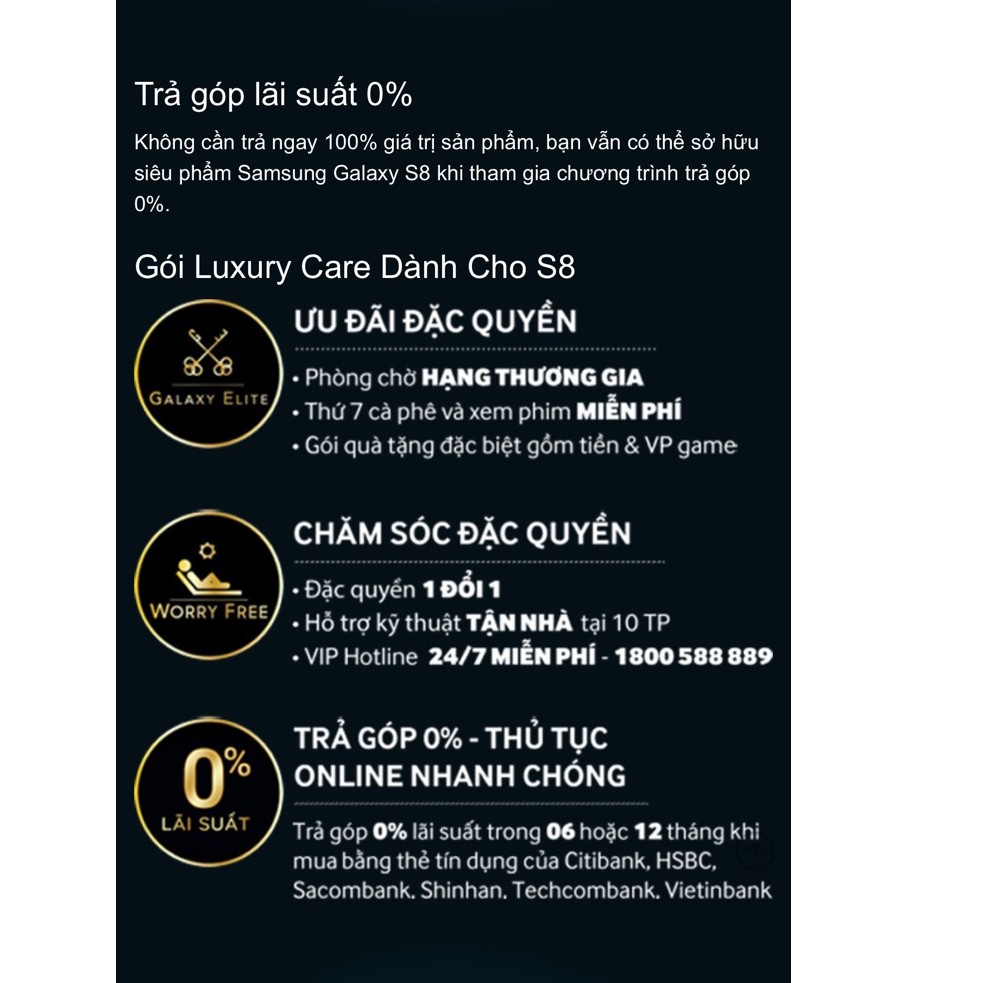 Trả góp lãi suất 0%
Không cần trả ngay 100% giá trị sản phẩm, bạn vẫn có thể sở hữu
siêu phẩm Samsung Galaxy S8 khi tham gia chương trình trả góp
0%.
Gói Luxury Care Dành Cho S8
GALAXY ELITE
ƯU ĐÃI ĐẶC QUYỀN
• Phòng chờ HẠNG THƯƠNG GIA
• Thứ 7 cà phê và xem phim MIỄN PHÍ
• Gói quà tặng đặc biệt gồm tiền & VP game
WORRY FREE
CHĂM SÓC ĐẶC QUYỀN
• Đặc quyền 1 ĐỔI 1
• Hỗ trợ kỹ thuật TẬN NHÀ tại 10 TP
• VIP Hotline 24/7 MIỄN PHÍ - 1800 588 889
0%
LÃI SUẤT
TRẢ GÓP 0% - THỦ TỤC
ONLINE NHANH CHÓNG
Trả góp 0% lãi suất trong 06 hoặc 12 tháng khi
mua bằng thẻ tín dụng của Citibank, HSBC,
Sacombank, Shinhan, Techcombank, Vietinbank